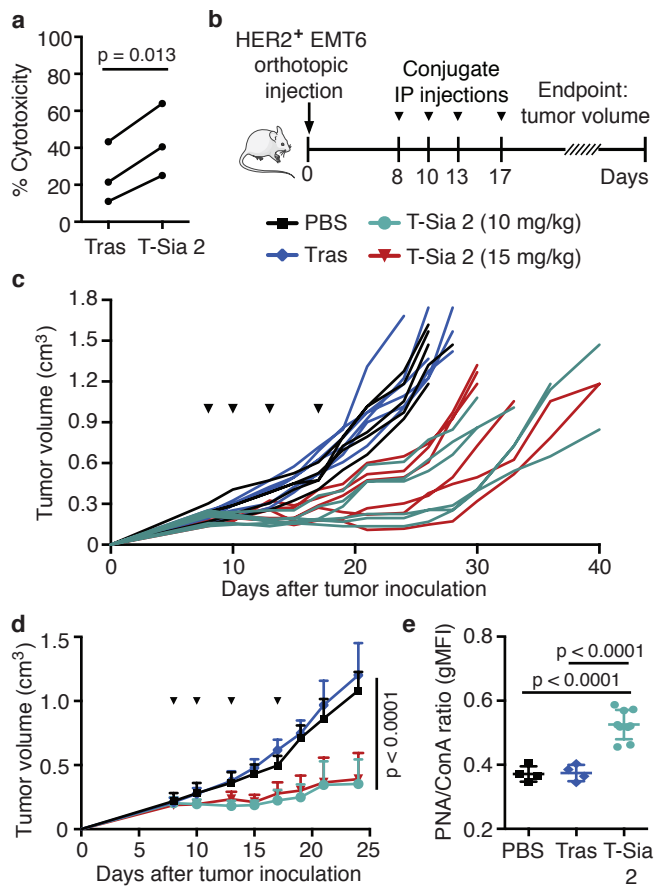 a
p = 0.013
100
80
60
40
20
0
% Cytotoxicity
Tras T-Sia 2
b
HER2+ EMT6
orthotopic
injection
Conjugate
IP injections
Endpoint:
tumor volume
0 8 10 13 17 Days
PBS
Tras
T-Sia 2 (10 mg/kg)
T-Sia 2 (15 mg/kg)
c
1.8
1.5
1.2
0.9
0.6
0.3
0
Tumor volume (cm3)
0 10 20 30 40
Days after tumor inoculation
d
1.5
1.0
0.5
0
Tumor volume (cm3)
p < 0.0001
0 5 10 15 20 25
Days after tumor inoculation
e
0.8
0.6
0.4
0.2
PNA/ConA ratio (gMFI)
p < 0.0001
p < 0.0001
PBS Tras T-Sia
2